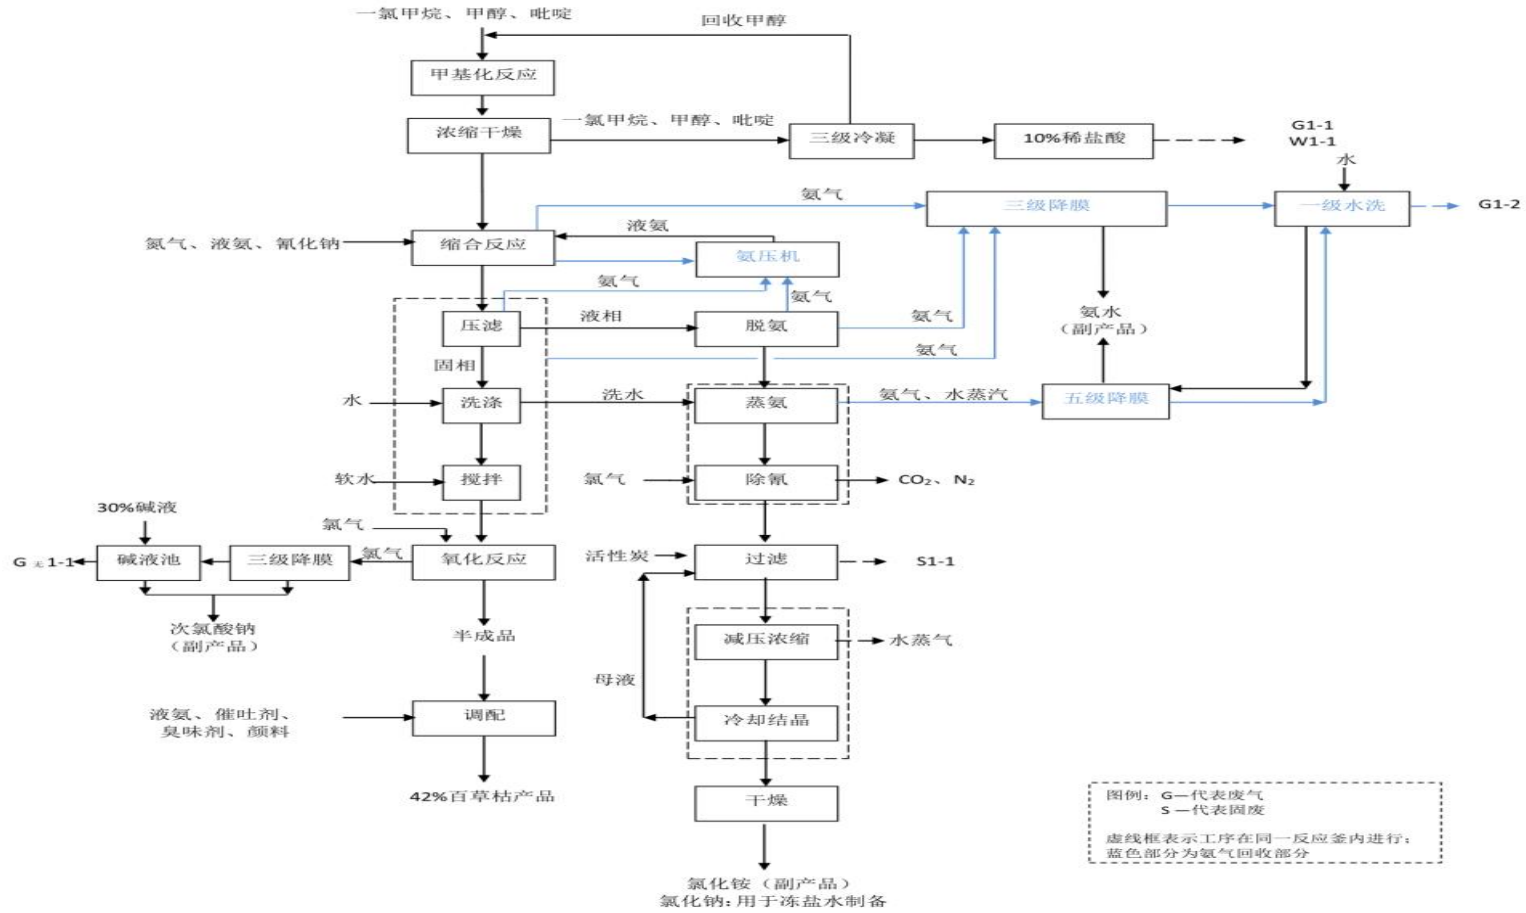 一氯甲烷、甲醇、吡啶
回收甲醇
甲基化反应
浓缩干燥
一氯甲烷、甲醇、吡啶
三级冷凝
10%稀盐酸
G1-1
W1-1
水
氨气
三级降膜
一级水洗
G1-2
氮气、液氨、氰化钠
缩合反应
液氨
氨压机
氨气
氨气
压滤
液相
脱氨
氨气
氨水
（副产品）
固相
氨气
水
洗涤
洗水
蒸氨
氨气、水蒸汽
五级降膜
软水
搅拌
氯气
除氰
CO₂、N₂
30%碱液
氯气
G无1-1
碱液池
三级降膜
氯气
氧化反应
活性炭
过滤
S1-1
次氯酸钠
（副产品）
半成品
减压浓缩
水蒸气
母液
液氨、催吐剂、
臭味剂、颜料
调配
冷却结晶
42%百草枯产品
干燥
图例：G—代表废气
S—代表固废
虚线框表示工序在同一反应釜内进行；
蓝色部分为氨气回收部分
氯化铵（副产品）
氯化钠：用于冻盐水制备